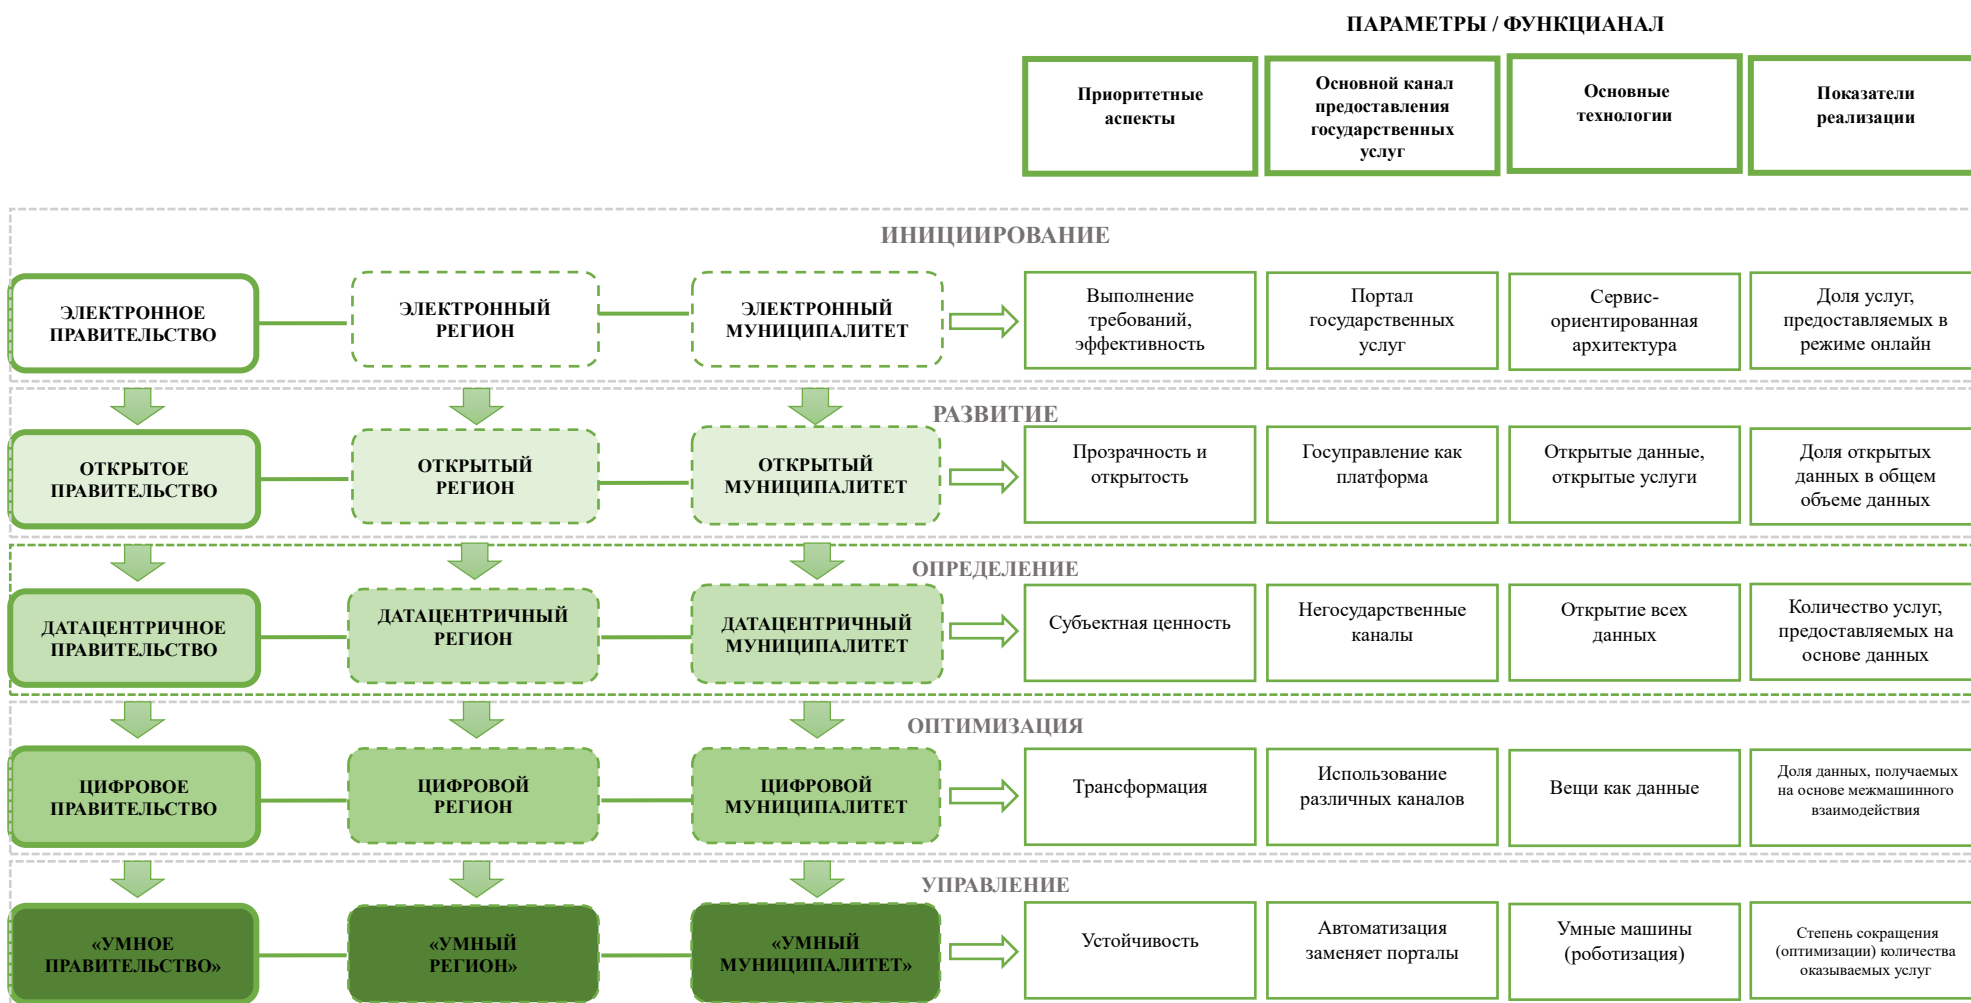 ПАРАМЕТРЫ / ФУНКЦИАНАЛ
Приоритетные
аспекты
Основной канал
предоставления
государственных
услуг
Основные
технологии
Показатели
реализации
ИНИЦИИРОВАНИЕ
ЭЛЕКТРОННОЕ
ПРАВИТЕЛЬСТВО
ЭЛЕКТРОННЫЙ
РЕГИОН
ЭЛЕКТРОННЫЙ
МУНИЦИПАЛИТЕТ
Выполнение
требований,
эффективность
Портал
государственных
услуг
Сервис-
ориентированная
архитектура
Доля услуг,
предоставляемых в
режиме онлайн
РАЗВИТИЕ
ОТКРЫТОЕ
ПРАВИТЕЛЬСТВО
ОТКРЫТЫЙ
РЕГИОН
ОТКРЫТЫЙ
МУНИЦИПАЛИТЕТ
Прозрачность и
открытость
Госуправление как
платформа
Открытые данные,
открытые услуги
Доля открытых
данных в общем
объеме данных
ОПРЕДЕЛЕНИЕ
ДАТАЦЕНТРИЧНОЕ
ПРАВИТЕЛЬСТВО
ДАТАЦЕНТРИЧНЫЙ
РЕГИОН
ДАТАЦЕНТРИЧНЫЙ
МУНИЦИПАЛИТЕТ
Субъектная ценность
Негосударственные
каналы
Открытие всех
данных
Количество услуг,
предоставляемых на
основе данных
ОПТИМИЗАЦИЯ
ЦИФРОВОЕ
ПРАВИТЕЛЬСТВО
ЦИФРОВОЙ
РЕГИОН
ЦИФРОВОЙ
МУНИЦИПАЛИТЕТ
Трансформация
Использование
различных каналов
Вещи как данные
Доля данных, получаемых
на основе межмашинного
взаимодействия
УПРАВЛЕНИЕ
«УМНОЕ
ПРАВИТЕЛЬСТВО»
«УМНЫЙ
РЕГИОН»
«УМНЫЙ
МУНИЦИПАЛИТЕТ»
Устойчивость
Автоматизация
заменяет порталы
Умные машины
(роботизация)
Степень сокращения
(оптимизации) количества
оказываемых услуг